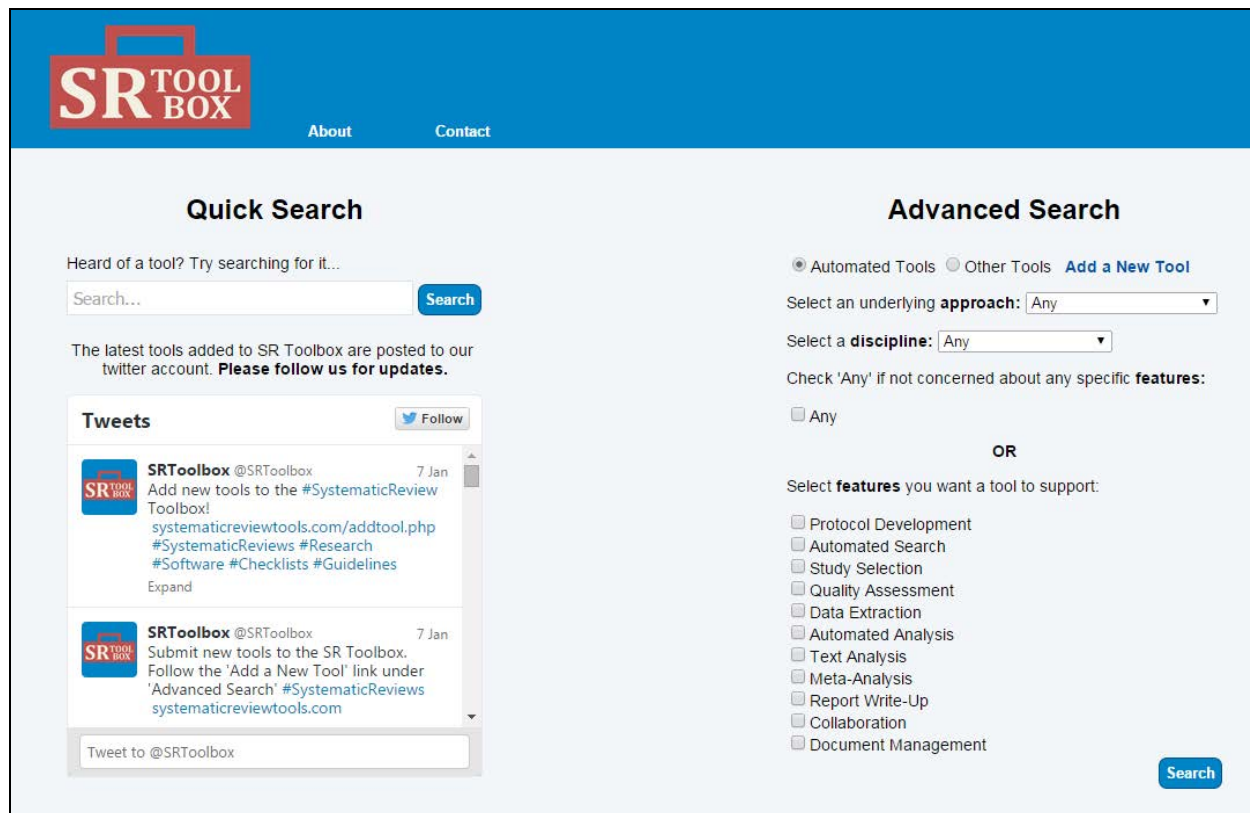 SR TOOL
BOX
About Contact
Quick Search
Heard of a tool? Try searching for it...
Search...
Search
The latest tools added to SR Toolbox are posted to our
twitter account. Please follow us for updates.
Tweets
Follow
SR TOOL
BOX
SRToolbox @SRToolbox 7 Jan
Add new tools to the #SystematicReview
Toolbox!
systematicreviewtools.com/addtool.php
#SystematicReviews #Research
#Software #Checklists #Guidelines
Expand
SR TOOL
BOX
SRToolbox @SRToolbox 7 Jan
Submit new tools to the SR Toolbox.
Follow the 'Add a New Tool' link under
'Advanced Search' #SystematicReviews
systematicreviewtools.com
Tweet to @SRToolbox
Advanced Search
Automated Tools Other Tools Add a New Tool
Select an underlying approach: Any
Select a discipline: Any
Check 'Any' if not concerned about any specific features:
Any
OR
Select features you want a tool to support:
Protocol Development
Automated Search
Study Selection
Quality Assessment
Data Extraction
Automated Analysis
Text Analysis
Meta-Analysis
Report Write-Up
Collaboration
Document Management
Search